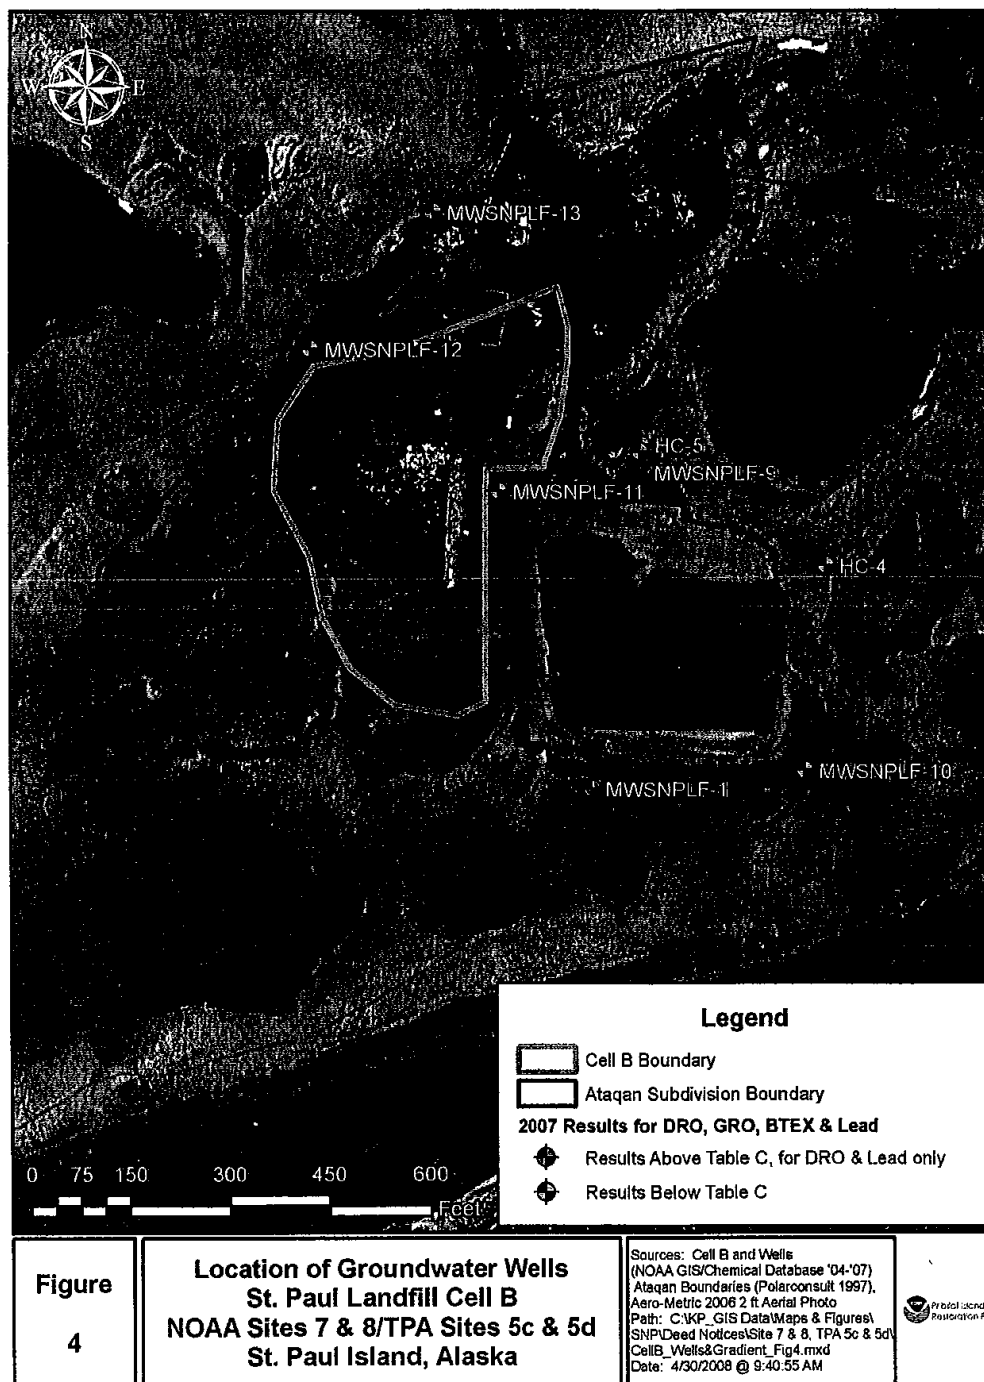 N
W E
S
MWSNPLF-13
MWSNPLF-12
HC-5
MWSNPLF-9
MWSNPLF-11
HC-4
MWSNPLF-10
MWSNPLF-1
Legend
Cell B Boundary
Ataqan Subdivision Boundary
2007 Results for DRO, GRO, BTEX & Lead
Results Above Table C, for DRO & Lead only
Results Below Table C
0 75 150 300 450 600
Feet
Figure
4
Location of Groundwater Wells
St. Paul Landfill Cell B
NOAA Sites 7 & 8/TPA Sites 5c & 5d
St. Paul Island, Alaska
Sources: Cell B and Wells
(NOAA GIS/Chemical Database '04-'07)
Ataqan Boundaries (Polarconsult 1997),
Aero-Metric 2006 2 ft Aerial Photo
Path: C:\KP_GIS Data\Maps & Figures\
SNP\Deed Notices\Site 7 & 8, TPA 5c & 5d\
CellB_Wells&Gradient_Fig4.mxd
Date: 4/30/2008 @ 9:40:55 AM